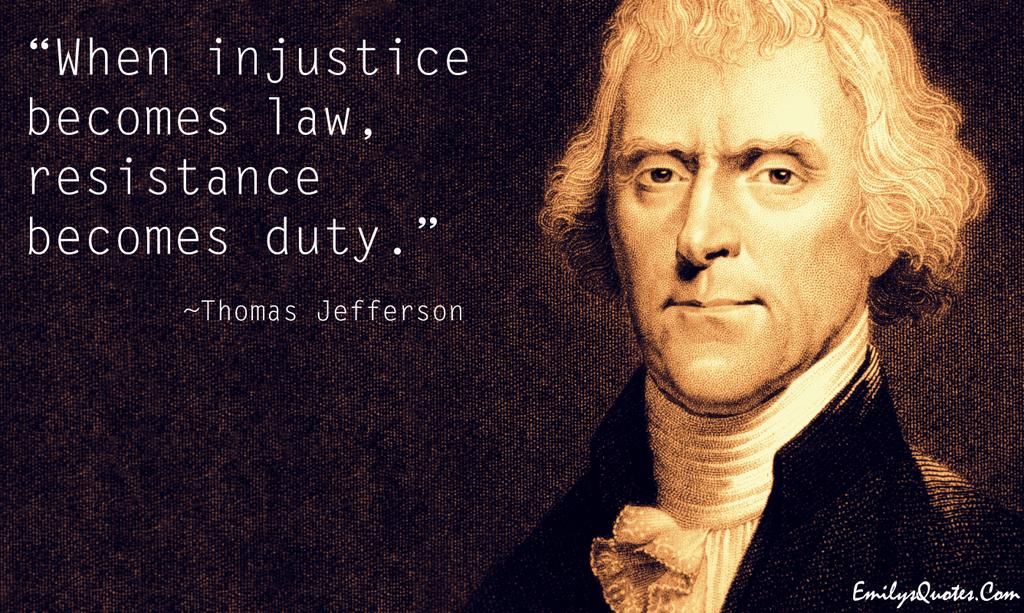 “When injustice
becomes law,
resistance
becomes duty.”
~Thomas Jefferson
EmilysQuotes.Com